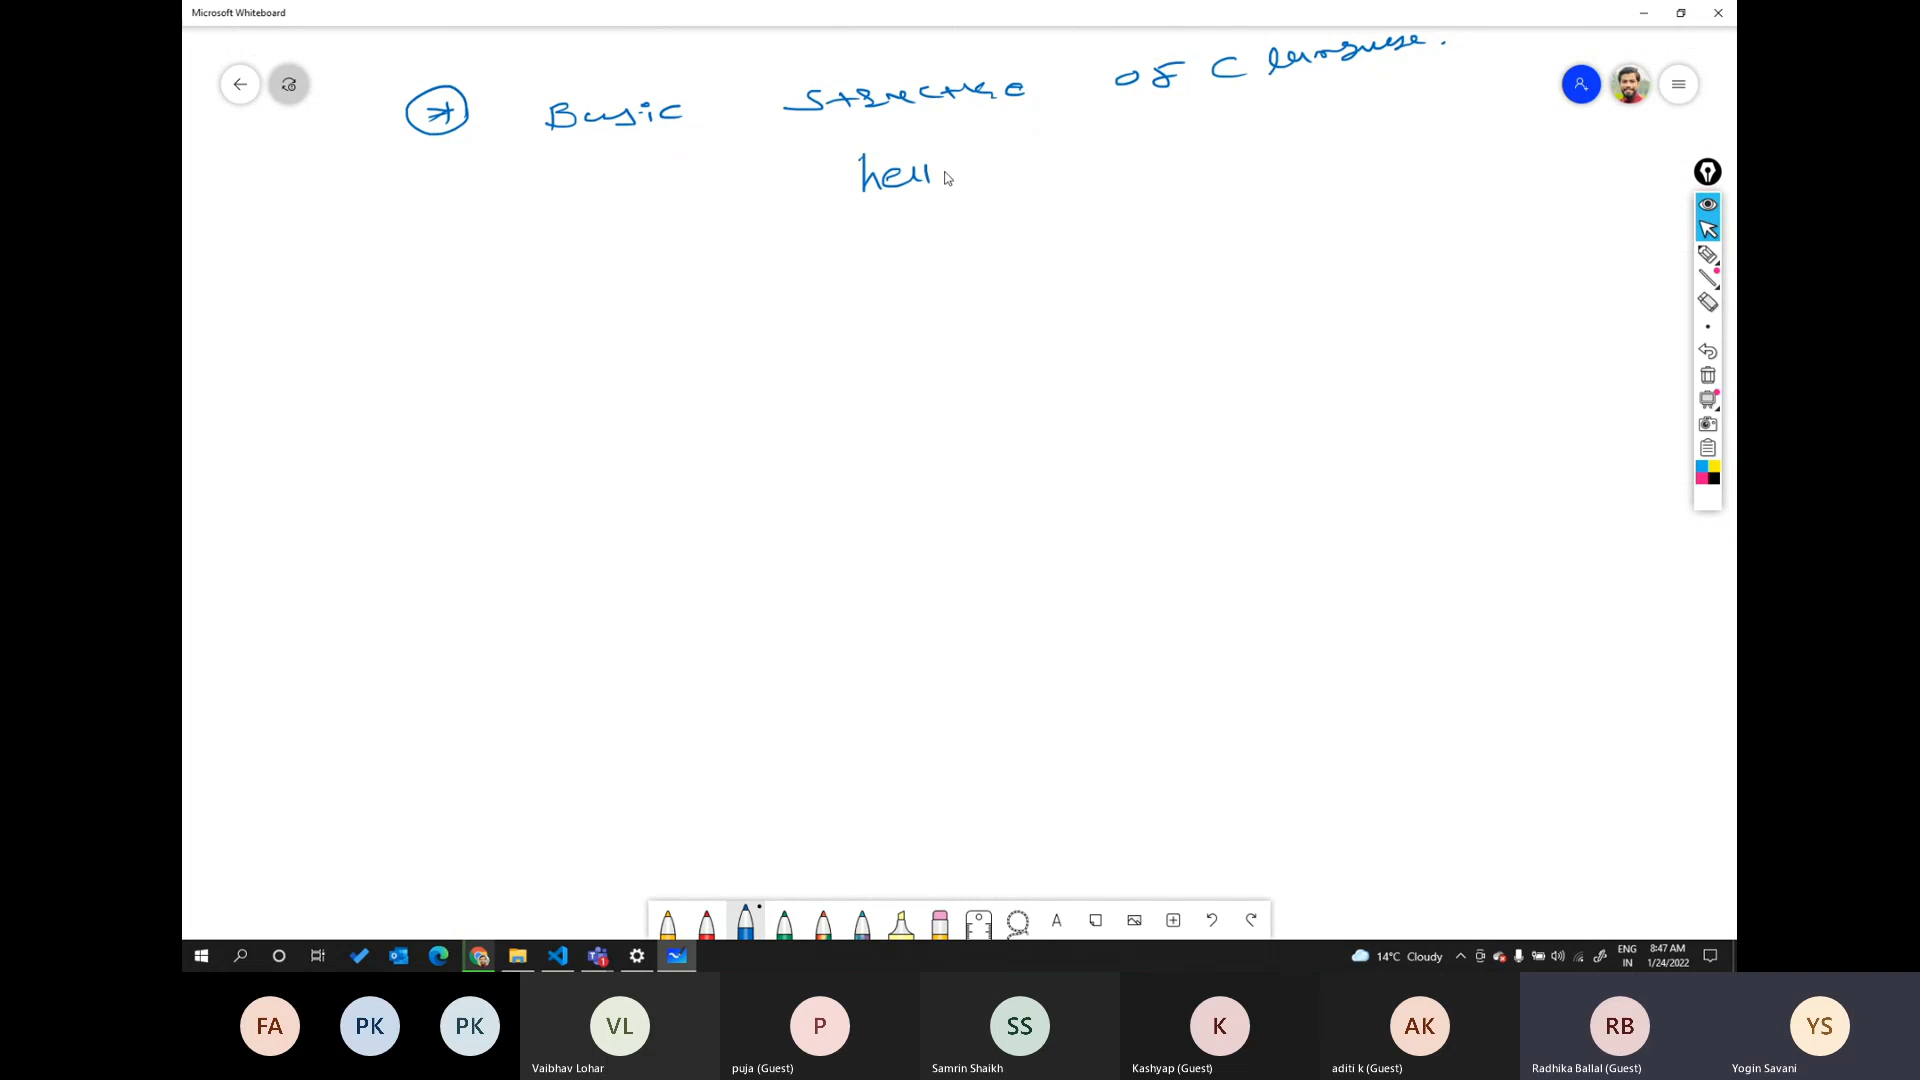 Microsoft Whiteboard
* Basic structure of C language.
hell
A
14°C Cloudy
ENG
IN
8:47 AM
1/24/2022
FA
PK
PK
VL
P
SS
K
AK
RB
YS
Vaibhav Lohar
puja (Guest)
Samrin Shaikh
Kashyap (Guest)
aditi k (Guest)
Radhika Ballal (Guest)
Yogin Savani